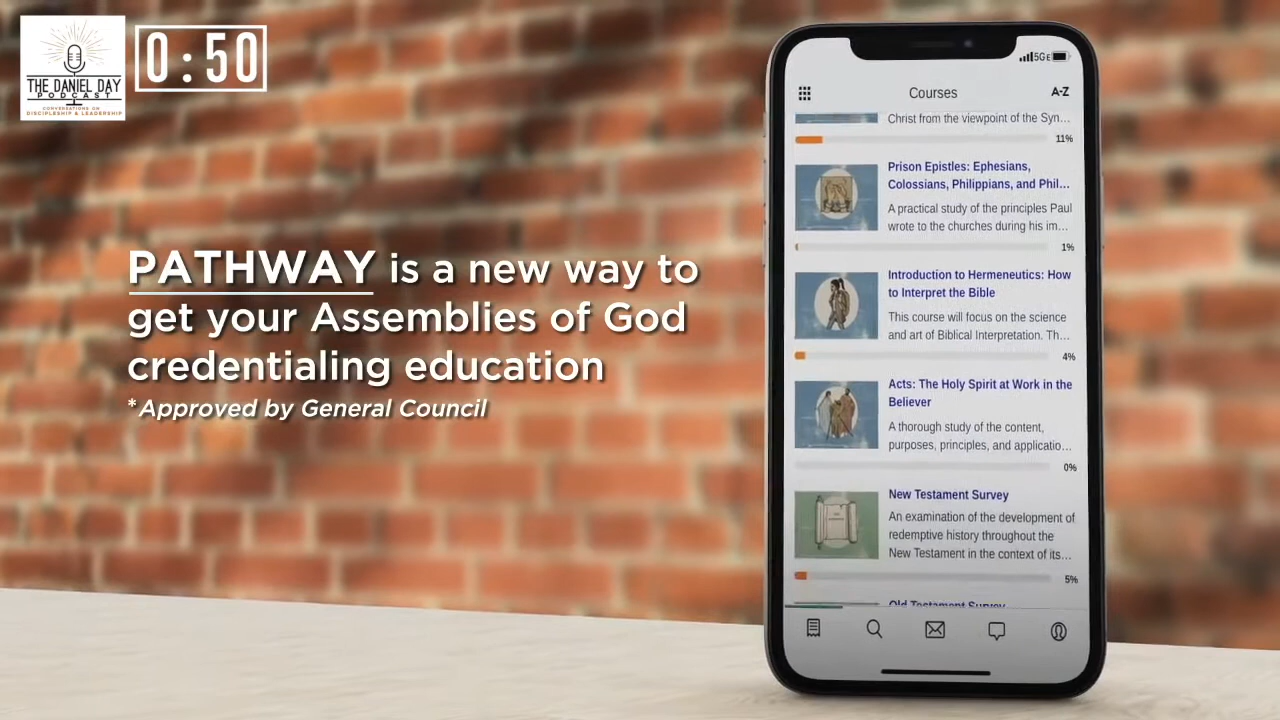 THE DANIEL DAY
PODCAST
CONVERSATIONS ON
DISCIPLESHIP & LEADERSHIP
0:50
PATHWAY is a new way to
get your Assemblies of God
credentialing education
*Approved by General Council
5GE
Courses
A-Z
Christ from the viewpoint of the Syn...
11%
Prison Epistles: Ephesians,
Colossians, Philippians, and Phil...
A practical study of the principles Paul
wrote to the churches during his im...
1%
Introduction to Hermeneutics: How
to Interpret the Bible
This course will focus on the science
and art of Biblical Interpretation. Th...
4%
Acts: The Holy Spirit at Work in the
Believer
A thorough study of the content,
purposes, principles, and applicatio...
0%
New Testament Survey
An examination of the development of
redemptive history throughout the
New Testament in the context of its...
5%
Old Testament Survey